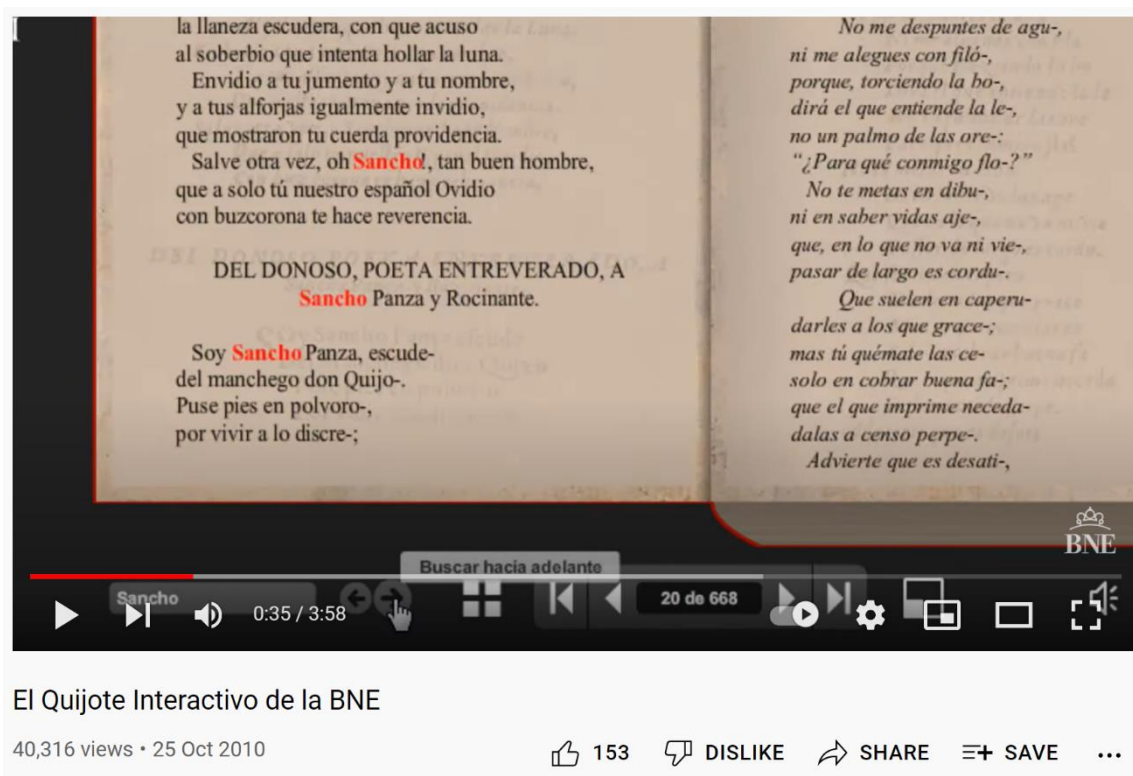 la llaneza escudera, con que acuso
al soberbio que intenta hollar la luna.
Envidio a tu jumento y a tu nombre,
y a tus alforjas igualmente invidio,
que mostraron tu cuerda providencia.
Salve otra vez, oh Sancho!, tan buen hombre,
que a solo tú nuestro español Ovidio
con buzcorona te hace reverencia.
DEL DONOSO, POETA ENTREVERADO, A
Sancho Panza y Rocinante.
Soy Sancho Panza, escude-
del manchego don Quijo-.
Puse pies en polvoro-,
por vivir a lo discre-;
No me despuntes de agu-,
ni me alegues con filó-,
porque, torciendo la bo-,
dirá el que entiende la le-,
no un palmo de las ore-:
“¿Para qué conmigo flo-?”
No te metas en dibu-,
ni en saber vidas aje-,
que, en lo que no va ni vie-,
pasar de largo es cordu-.
Que suelen en caperu-
darles a los que grace-;
mas tú quémate las ce-
solo en cobrar buena fa-;
que el que imprime neceda-
dalas a censo perpe-.
Advierte que es desati-,
BNE
Buscar hacia adelante
Sancho
20 de 668
0:35 / 3:58
El Quijote Interactivo de la BNE
40,316 views • 25 Oct 2010
153 DISLIKE SHARE SAVE